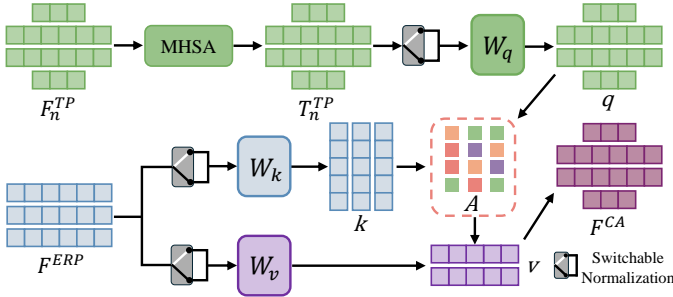 MHSA
W_q
F_n^{TP}
T_n^{TP}
q
W_k
A
k
F^{CA}
F^{ERP}
W_v
v
Switchable
Normalization